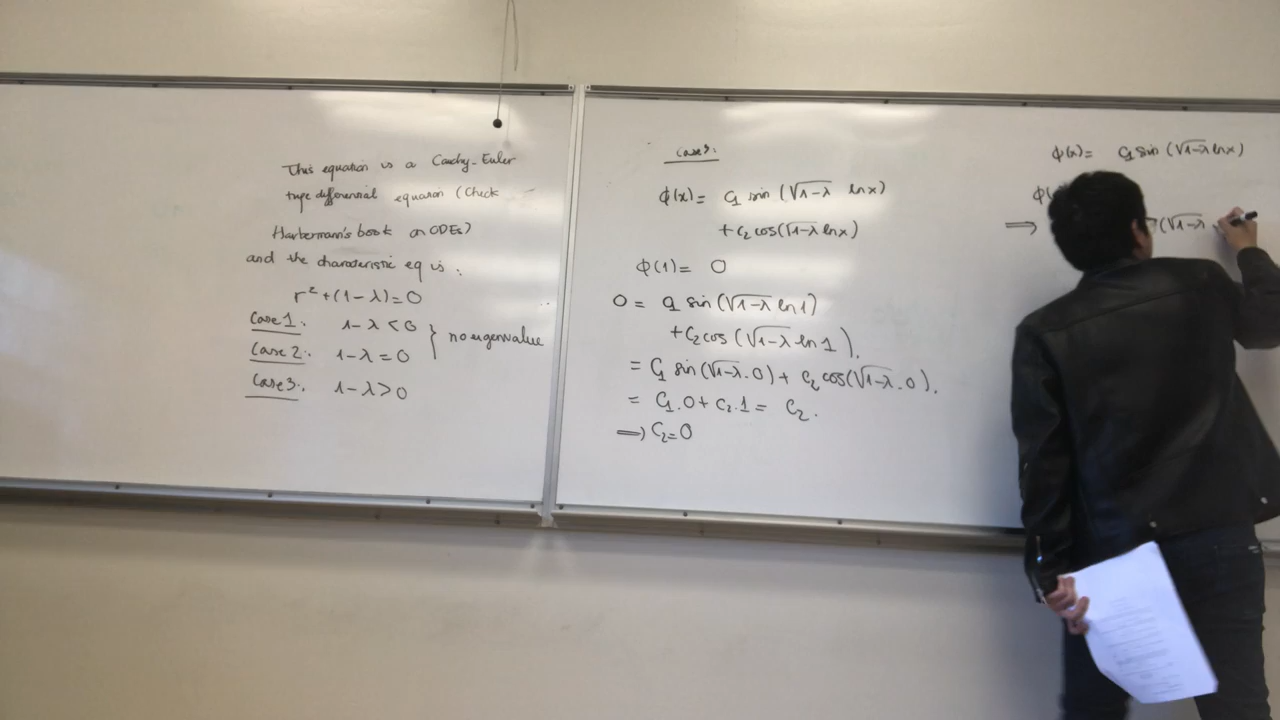 This equation is a Cauchy-Euler
type differential equation (Check
Haberman's book on ODEs)
and the characteristic eq is:
r² + (1-λ) = 0
Case 1: 1-λ < 0
Case 2: 1-λ = 0 } no eigenvalue
Case 3: 1-λ > 0
Case 3:
φ(x) = C₁ sin (√1-λ ln x)
+ C₂ cos (√1-λ ln x)
φ(1) = 0
0 = C₁ sin (√1-λ ln 1)
+ C₂ cos (√1-λ ln 1).
= C₁ sin (√1-λ . 0) + C₂ cos (√1-λ . 0).
= C₁ . 0 + C₂ . 1 = C₂.
⟹ C₂ = 0
φ(x) = C₁ sin (√1-λ ln x)
φ(
⟹ (√1-λ